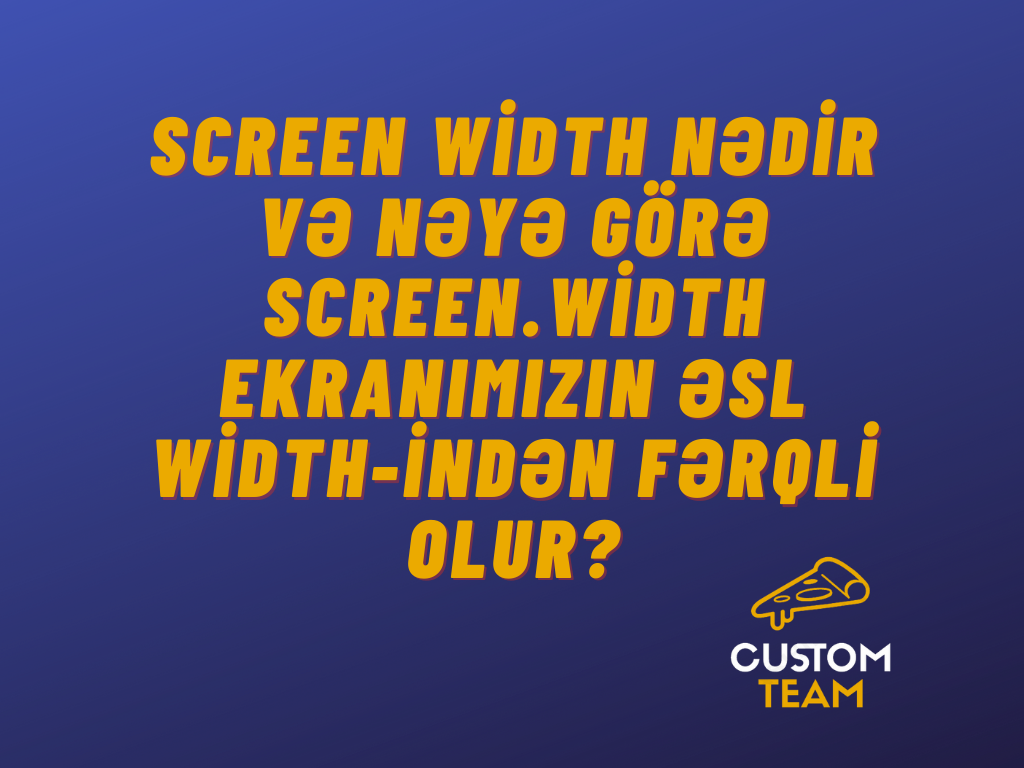 SCREEN WİDTH NƏDİR
VƏ NƏYƏ GÖRƏ
SCREEN.WİDTH
EKRANIMIZIN ƏSL
WİDTH-İNDƏN FƏRQLİ
OLUR?
CUSTOM
TEAM